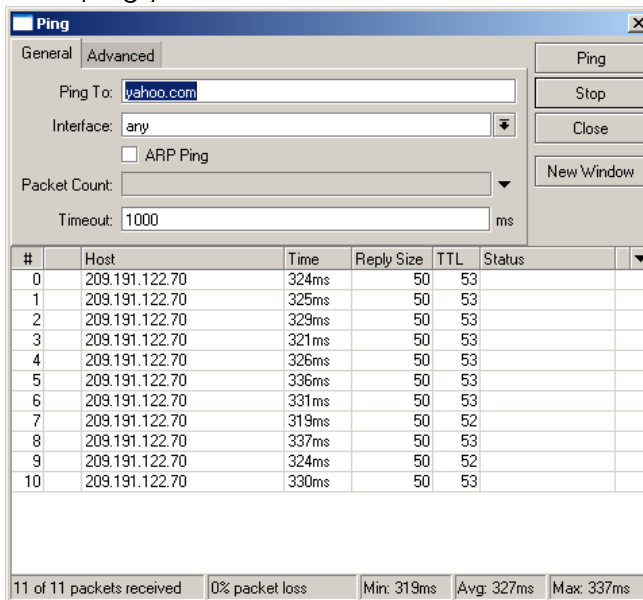 Ping
General Advanced
Ping
Ping To: yahoo.com
Stop
Interface: any
Close
ARP Ping
New Window
Packet Count:
Timeout: 1000 ms
# Host Time Reply Size TTL Status
0 209.191.122.70 324ms 50 53
1 209.191.122.70 325ms 50 53
2 209.191.122.70 329ms 50 53
3 209.191.122.70 321ms 50 53
4 209.191.122.70 326ms 50 53
5 209.191.122.70 336ms 50 53
6 209.191.122.70 331ms 50 53
7 209.191.122.70 319ms 50 52
8 209.191.122.70 337ms 50 53
9 209.191.122.70 324ms 50 52
10 209.191.122.70 330ms 50 53
11 of 11 packets received 0% packet loss Min: 319ms Avg: 327ms Max: 337ms